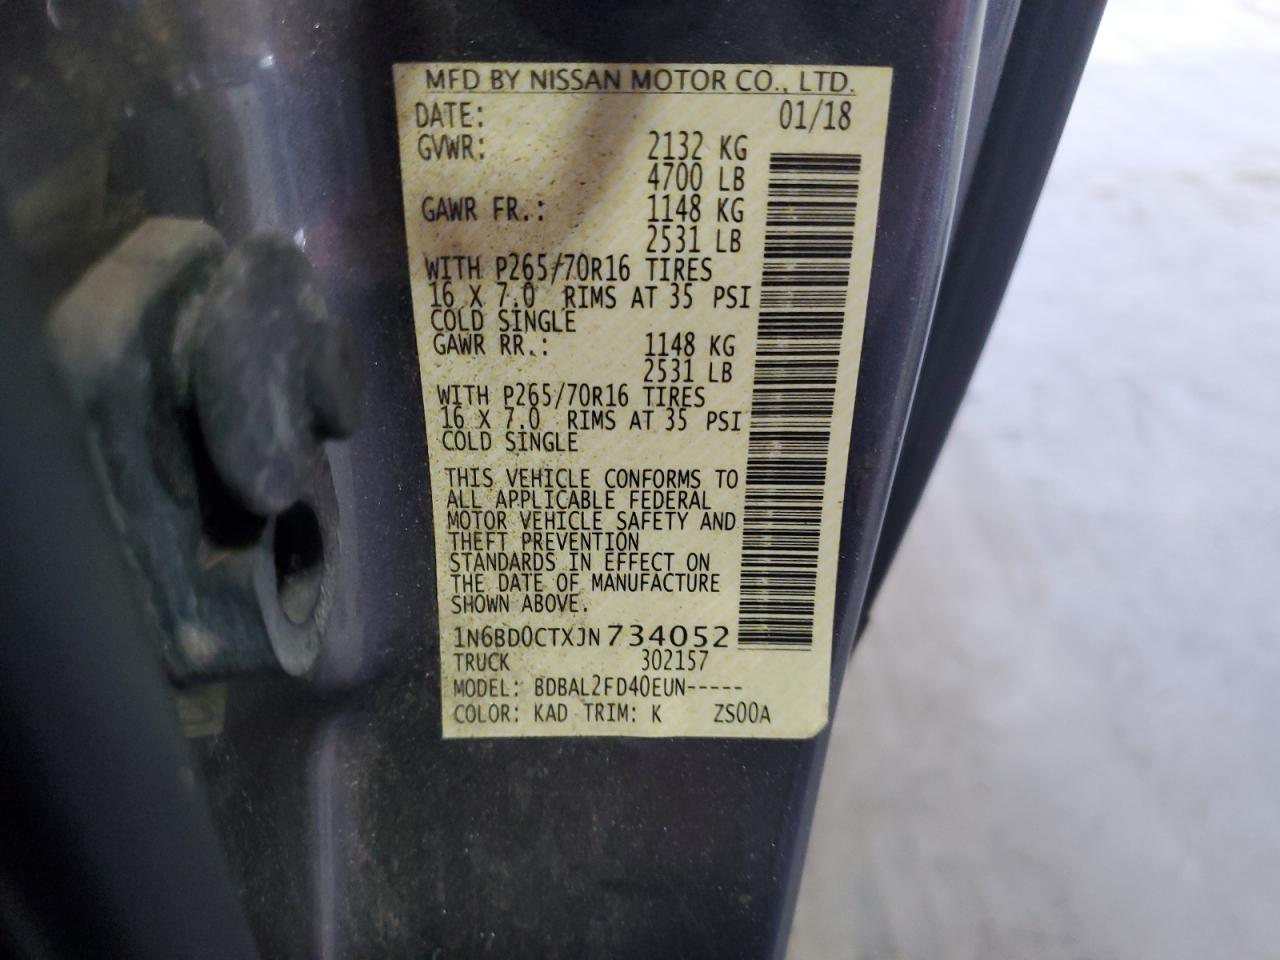 MFD BY NISSAN MOTOR CO., LTD.
DATE: 01/18
GVWR: 2132 KG
4700 LB
GAWR FR.: 1148 KG
2531 LB
WITH P265/70R16 TIRES
16 X 7.0 RIMS AT 35 PSI
COLD SINGLE
GAWR RR.: 1148 KG
2531 LB
WITH P265/70R16 TIRES
16 X 7.0 RIMS AT 35 PSI
COLD SINGLE
THIS VEHICLE CONFORMS TO
ALL APPLICABLE FEDERAL
MOTOR VEHICLE SAFETY AND
THEFT PREVENTION
STANDARDS IN EFFECT ON
THE DATE OF MANUFACTURE
SHOWN ABOVE.
1N6BD0CTXJN734052
TRUCK 302157
MODEL: BDBAL2FD40EUN-----
COLOR: KAD TRIM: K ZS00A